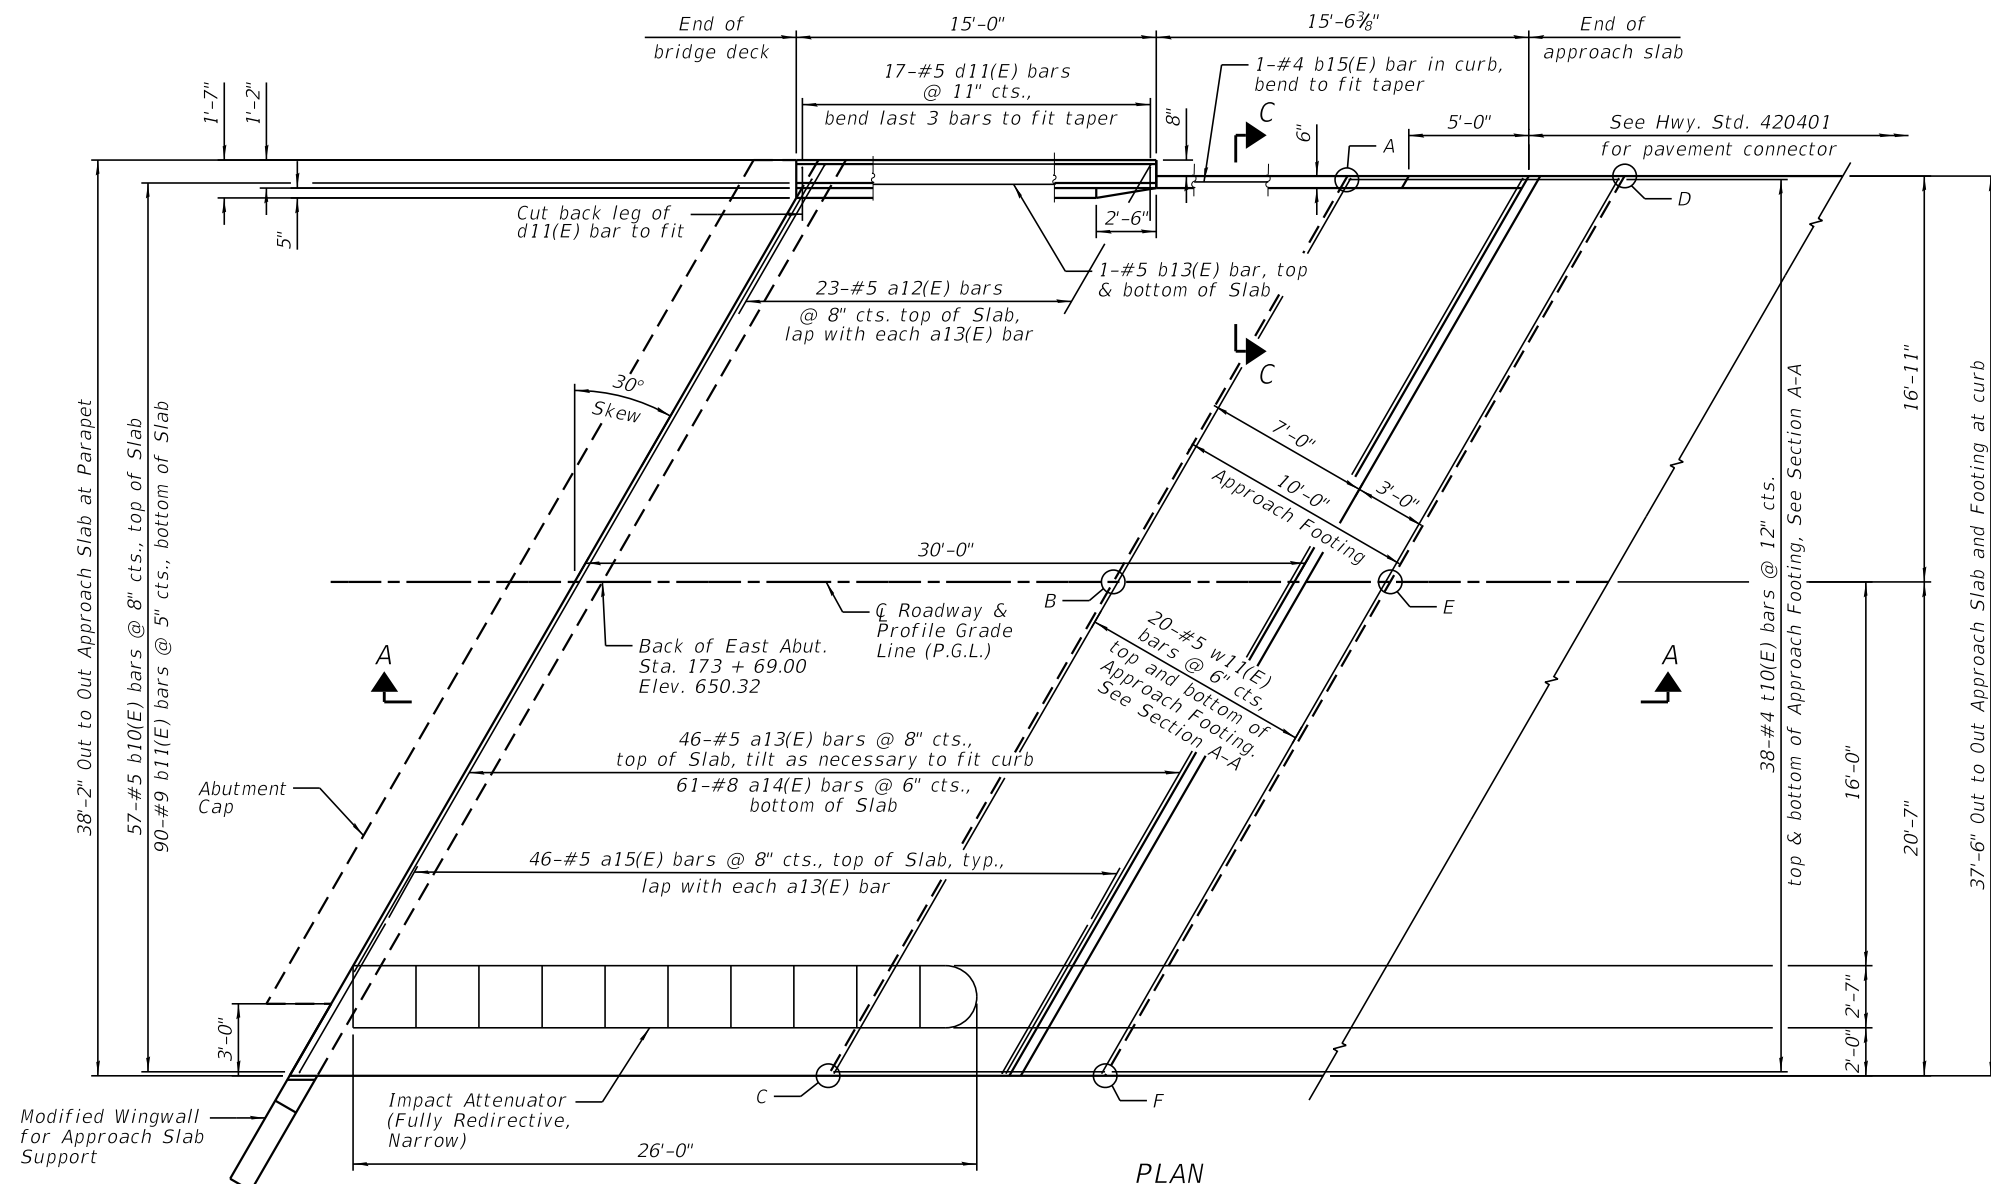 End of
bridge deck
15'-0"
15'-6⅜"
End of
approach slab
17-#5 d11(E) bars
@ 11" cts.,
bend last 3 bars to fit taper
1-#4 b15(E) bar in curb,
bend to fit taper
1'-7"
1'-2"
8"
C
6"
A
5'-0"
See Hwy. Std. 420401
for pavement connector
D
Cut back leg of
d11(E) bar to fit
5"
2'-6"
1-#5 b13(E) bar, top
& bottom of Slab
23-#5 a12(E) bars
@ 8" cts. top of Slab,
lap with each a13(E) bar
C
30°
Skew
7'-0"
10'-0"
3'-0"
Approach Footing
16'-11"
38'-2" Out to Out Approach Slab at Parapet
57-#5 b10(E) bars @ 8" cts., top of Slab
90-#9 b11(E) bars @ 5" cts., bottom of Slab
38-#4 t10(E) bars @ 12" cts.
top & bottom of Approach Footing, See Section A-A
37'-6" Out to Out Approach Slab and Footing at curb
30'-0"
B
E
℄ Roadway &
Profile Grade
Line (P.G.L.)
Back of East Abut.
Sta. 173 + 69.00
Elev. 650.32
20-#5 w11(E)
bars @ 6" cts,
top and bottom of
Approach Footing.
See Section A-A
A
A
46-#5 a13(E) bars @ 8" cts.,
top of Slab, tilt as necessary to fit curb
61-#8 a14(E) bars @ 6" cts.,
bottom of Slab
Abutment
Cap
16'-0"
20'-7"
46-#5 a15(E) bars @ 8" cts., top of Slab, typ.,
lap with each a13(E) bar
2'-7"
2'-0"
3'-0"
C
F
Impact Attenuator
(Fully Redirective,
Narrow)
Modified Wingwall
for Approach Slab
Support
26'-0"
PLAN